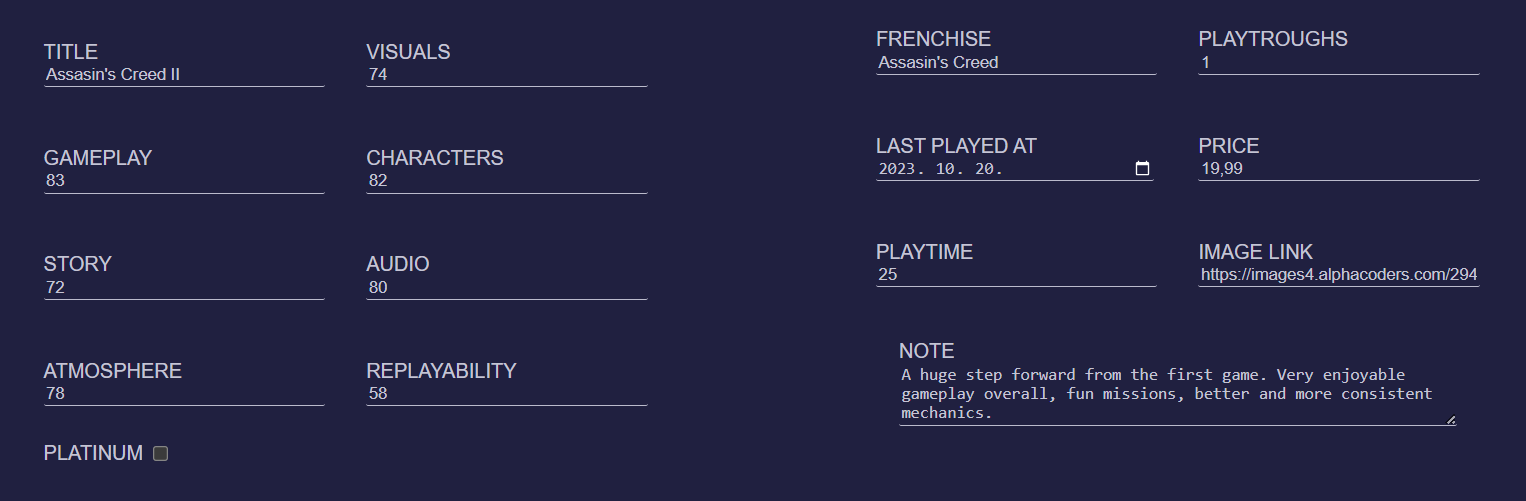 TITLE
Assasin's Creed II
VISUALS
74
GAMEPLAY
83
CHARACTERS
82
STORY
72
AUDIO
80
ATMOSPHERE
78
REPLAYABILITY
58
PLATINUM
FRENCHISE
Assasin's Creed
PLAYTROUGHS
1
LAST PLAYED AT
2023. 10. 20.
PRICE
19,99
PLAYTIME
25
IMAGE LINK
https://images4.alphacoders.com/294
NOTE
A huge step forward from the first game. Very enjoyable
gameplay overall, fun missions, better and more consistent
mechanics.